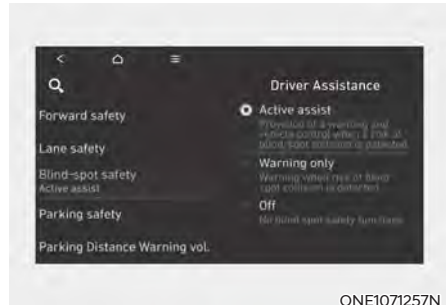 Driver Assistance
Forward safety
Lane safety
Blind-spot safety
Active assist
Parking safety
Parking Distance Warning vol.
Active assist
Provision of a warning and
vehicle control when a risk of
blind spot collision is detected.
Warning only
Warning when risk of blind
spot collision is detected.
Off
No blind spot safety functions
ONE1071257N